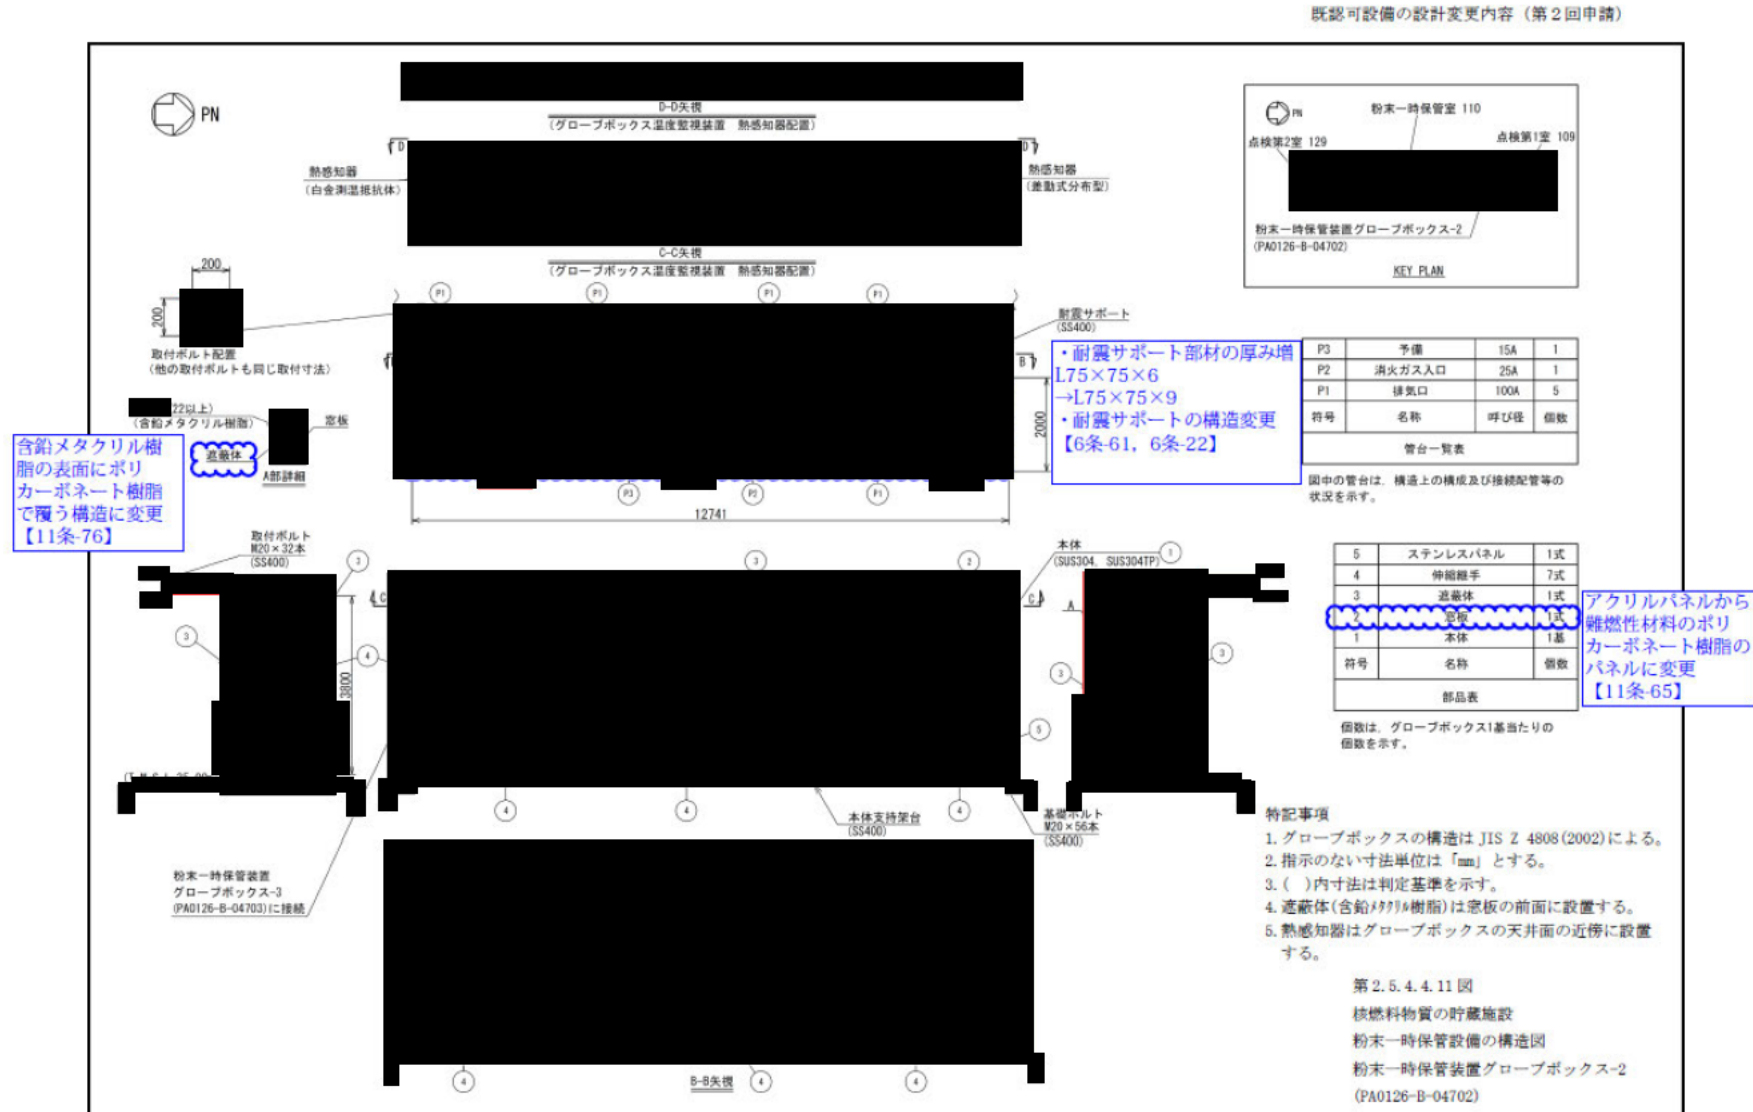 既認可設備の設計変更内容（第２回申請）
PN
D-D矢視
(グローブボックス温度監視装置 熱感知器配置)
D
D
熱感知器
(白金測温抵抗体)
熱感知器
(差動式分布型)
C-C矢視
(グローブボックス温度監視装置 熱感知器配置)
PN
粉末一時保管室 110
点検第2室 129
点検第1室 109
粉末一時保管装置グローブボックス-2
(PA0126-B-04702)
KEY PLAN
200
200
取付ボルト配置
(他の取付ボルトも同じ取付寸法)
P1
P1
P1
P1
耐震サポート
(SS400)
B
2000
・耐震サポート部材の厚み増
L75×75×6
→L75×75×9
・耐震サポートの構造変更
【6条-61，6条-22】
P3 予備 15A 1
P2 消火ガス入口 25A 1
P1 排気口 100A 5
符号 名称 呼び径 個数
管台一覧表
図中の管台は，構造上の構成及び接続配管等の
状況を示す。
22以上)
(含鉛メタクリル樹脂)
窓板
遮蔽体
A部詳細
含鉛メタクリル樹
脂の表面にポリ
カーボネート樹脂
で覆う構造に変更
【11条-76】
P3
P2
P1
12741
取付ボルト
M20×32本
(SS400)
3
3
4
3800
3
2
C
C
本体
(SUS304, SUS304TP)
1
A
3
3
5
5 ステンレスパネル 1式
4 伸縮継手 7式
3 遮蔽体 1式
2 窓板 1式
1 本体 1基
符号 名称 個数
部品表
アクリルパネルから
難燃性材料のポリ
カーボネート樹脂の
パネルに変更
【11条-65】
個数は，グローブボックス1基当たりの
個数を示す。
4
4
4
本体支持架台
(SS400)
基礎ボルト
M20×56本
(SS400)
粉末一時保管装置
グローブボックス-3
(PA0126-B-04703)に接続
特記事項
1. グローブボックスの構造は JIS Z 4808(2002)による。
2. 指示のない寸法単位は「mm」とする。
3. ( )内寸法は判定基準を示す。
4. 遮蔽体(含鉛ﾒﾀｸﾘﾙ樹脂)は窓板の前面に設置する。
5. 熱感知器はグローブボックスの天井面の近傍に設置
する。
4
B-B矢視
4
4
第 2.5.4.4.11 図
核燃料物質の貯蔵施設
粉末一時保管設備の構造図
粉末一時保管装置グローブボックス-2
(PA0126-B-04702)